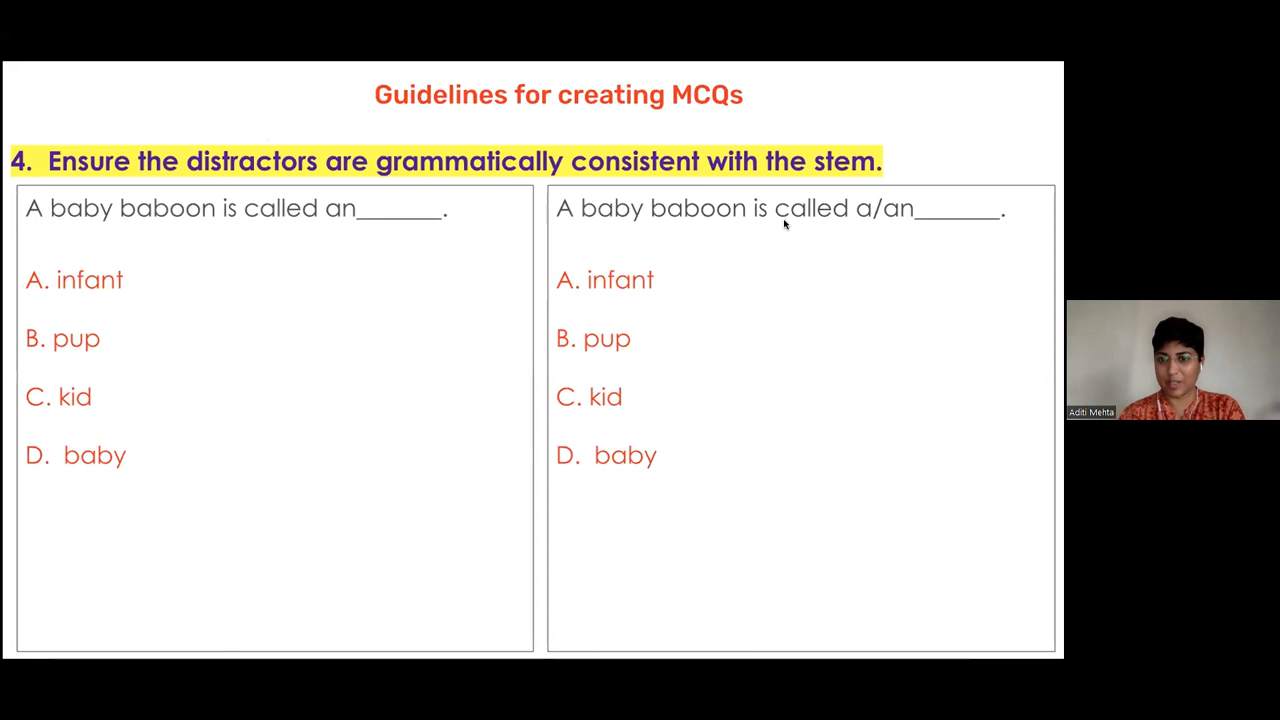 Guidelines for creating MCQs
4. Ensure the distractors are grammatically consistent with the stem.
A baby baboon is called an_______.
A. infant
B. pup
C. kid
D. baby
A baby baboon is called a/an_______.
A. infant
B. pup
C. kid
D. baby
Aditi Mehta